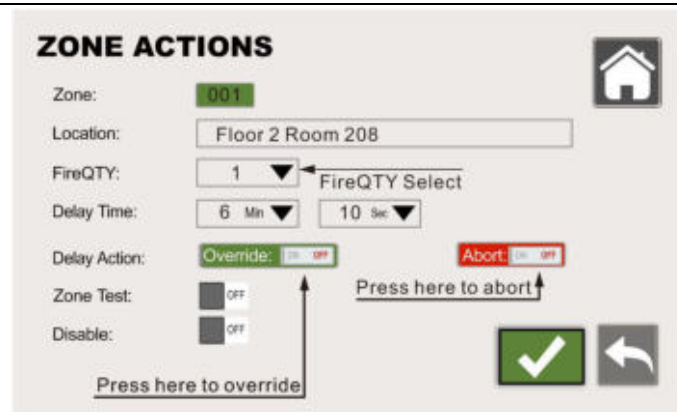 ZONE ACTIONS
Zone: 001
Location: Floor 2 Room 208
FireQTY: 1 FireQTY Select
Delay Time: 6 Min 10 Sec
Delay Action: Override: ON OFF Abort: ON OFF
Zone Test: OFF Press here to abort
Disable: OFF
Press here to override